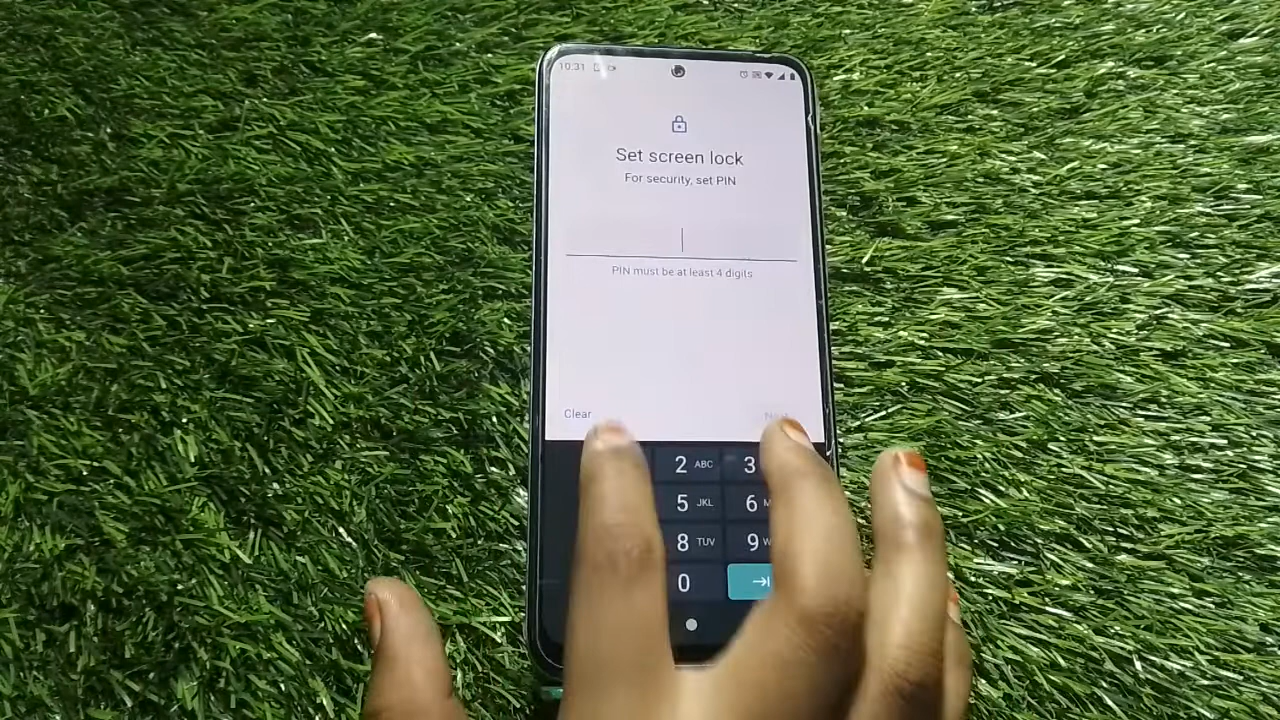 10:31
Set screen lock
For security, set PIN
PIN must be at least 4 digits
Clear
2 ABC 3
5 JKL 6
8 TUV 9
0